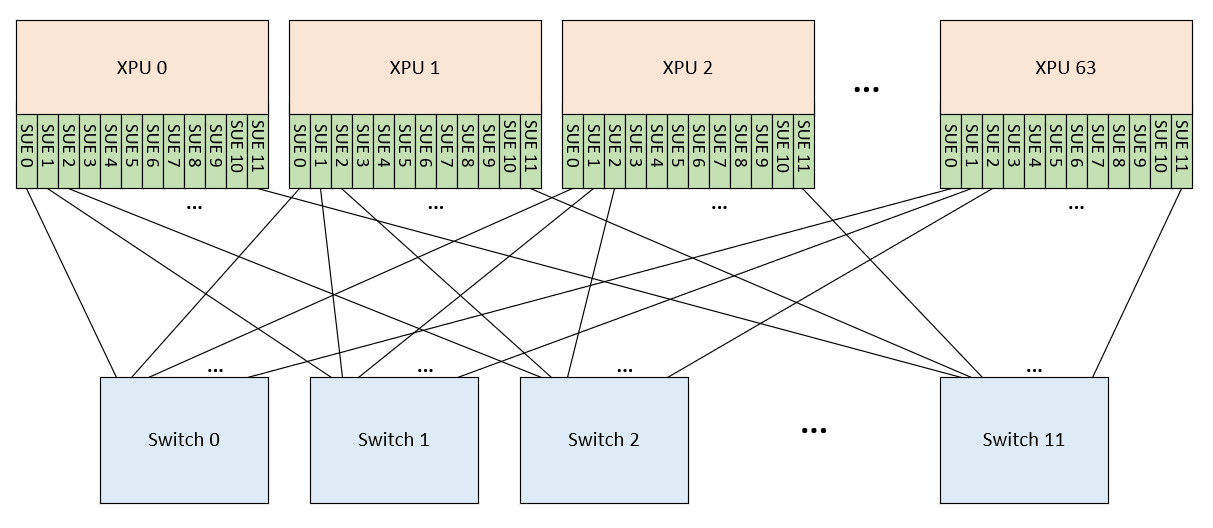 XPU 0
XPU 1
XPU 2
...
XPU 63
SUE 0
SUE 1
SUE 2
SUE 3
SUE 4
SUE 5
SUE 6
SUE 7
SUE 8
SUE 9
SUE 10
SUE 11
SUE 0
SUE 1
SUE 2
SUE 3
SUE 4
SUE 5
SUE 6
SUE 7
SUE 8
SUE 9
SUE 10
SUE 11
SUE 0
SUE 1
SUE 2
SUE 3
SUE 4
SUE 5
SUE 6
SUE 7
SUE 8
SUE 9
SUE 10
SUE 11
SUE 0
SUE 1
SUE 2
SUE 3
SUE 4
SUE 5
SUE 6
SUE 7
SUE 8
SUE 9
SUE 10
SUE 11
...
...
...
...
...
...
...
...
Switch 0
Switch 1
Switch 2
...
Switch 11